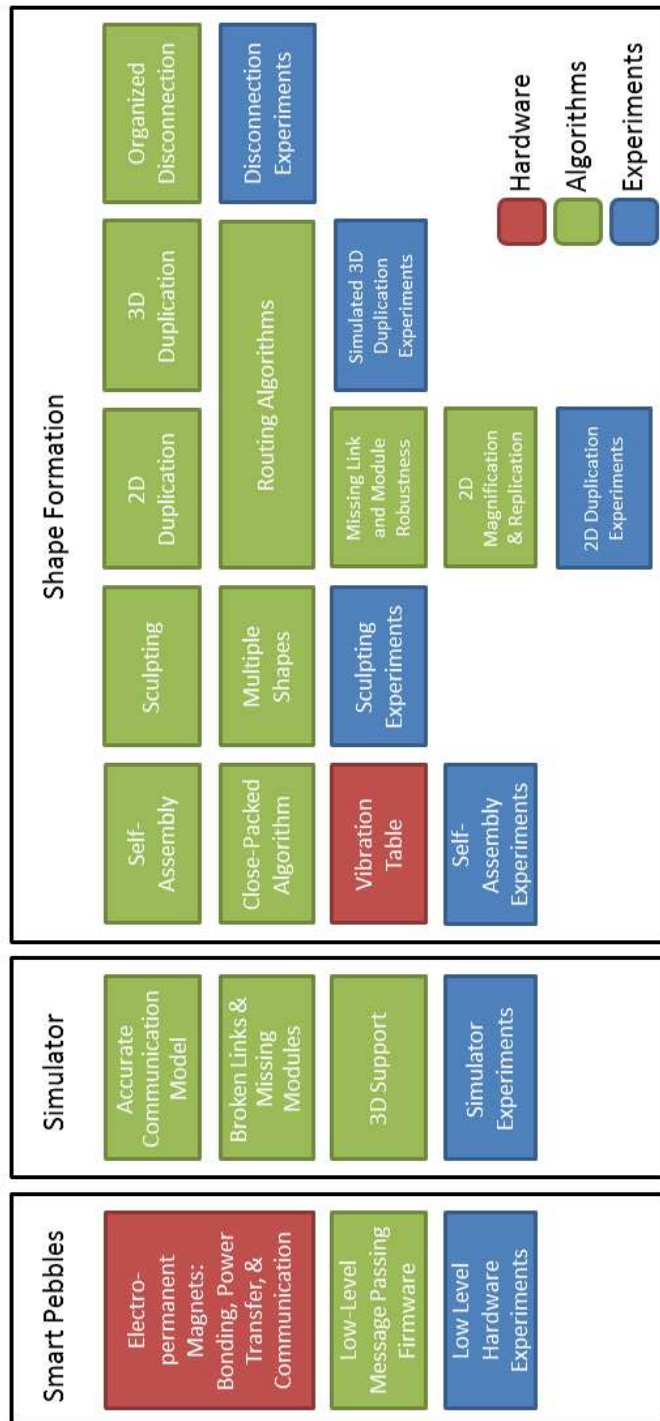 Smart Pebbles
Electro-
permanent
Magnets:
Bonding, Power
Transfer, &
Communication
Low-Level
Message Passing
Firmware
Low Level
Hardware
Experiments
Simulator
Accurate
Communication
Model
Broken Links &
Missing
Modules
3D Support
Simulator
Experiments
Shape Formation
Self-
Assembly
Close-Packed
Algorithm
Vibration
Table
Self-
Assembly
Experiments
Sculpting
Multiple
Shapes
Sculpting
Experiments
2D
Duplication
3D
Duplication
Routing Algorithms
Missing Link
and Module
Robustness
2D
Magnification
& Replication
2D Duplication
Experiments
Simulated 3D
Duplication
Experiments
Organized
Disconnection
Disconnection
Experiments
Hardware
Algorithms
Experiments